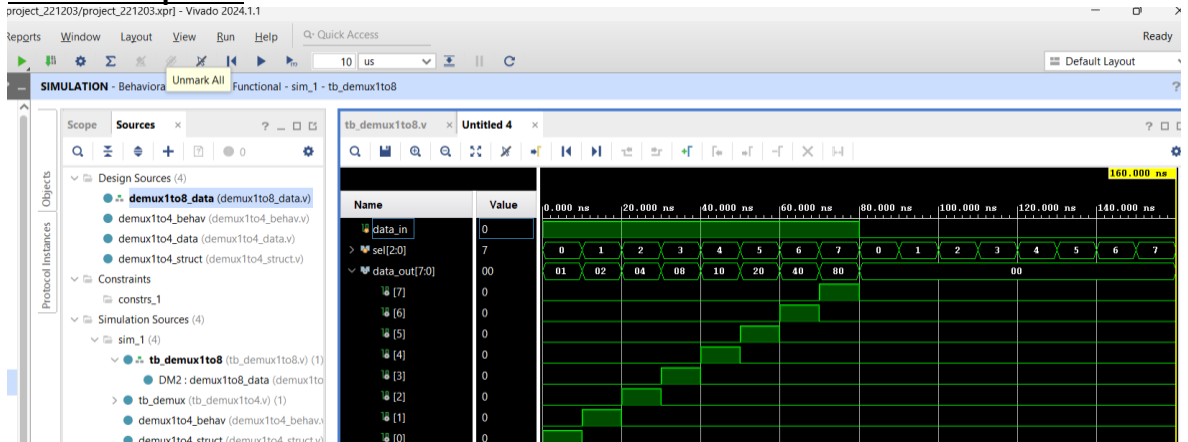 project_221203/project_221203.xpr] - Vivado 2024.1.1
Reports Window Layout View Run Help Q- Quick Access Ready
10 us Default Layout
Unmark All
SIMULATION - Behaviora Functional - sim_1 - tb_demux1to8 ?
Scope Sources × ? _
0
Objects
Protocol Instances
Design Sources (4)
demux1to8_data (demux1to8_data.v)
demux1to4_behav (demux1to4_behav.v)
demux1to4_data (demux1to4_data.v)
demux1to4_struct (demux1to4_struct.v)
Constraints
constrs_1
Simulation Sources (4)
sim_1 (4)
tb_demux1to8 (tb_demux1to8.v) (1)
DM2 : demux1to8_data (demux1to
tb_demux (tb_demux1to4.v) (1)
demux1to4_behav (demux1to4_behav.v
demux1to4_struct (demux1to4_struct.v)
tb_demux1to8.v × Untitled 4 × ?
160.000 ns
Name Value 0.000 ns 20.000 ns 40.000 ns 60.000 ns 80.000 ns 100.000 ns 120.000 ns 140.000 ns
data_in 0
sel[2:0] 7 0 1 2 3 4 5 6 7 0 1 2 3 4 5 6 7
data_out[7:0] 00 01 02 04 08 10 20 40 80 00
[7] 0
[6] 0
[5] 0
[4] 0
[3] 0
[2] 0
[1] 0
[0] 0